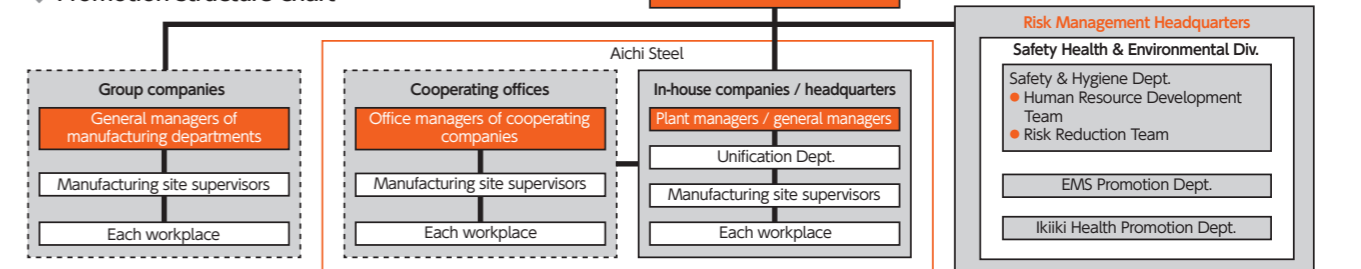 Promotion Structure Chart
Risk Management Headquarters
Safety Health & Environmental Div.
Safety & Hygiene Dept.
● Human Resource Development
Team
● Risk Reduction Team
EMS Promotion Dept.
Ikiiki Health Promotion Dept.
Aichi Steel
Group companies
General managers of
manufacturing departments
Manufacturing site supervisors
Each workplace
Cooperating offices
Office managers of cooperating
companies
Manufacturing site supervisors
Each workplace
In-house companies / headquarters
Plant managers / general managers
Unification Dept.
Manufacturing site supervisors
Each workplace